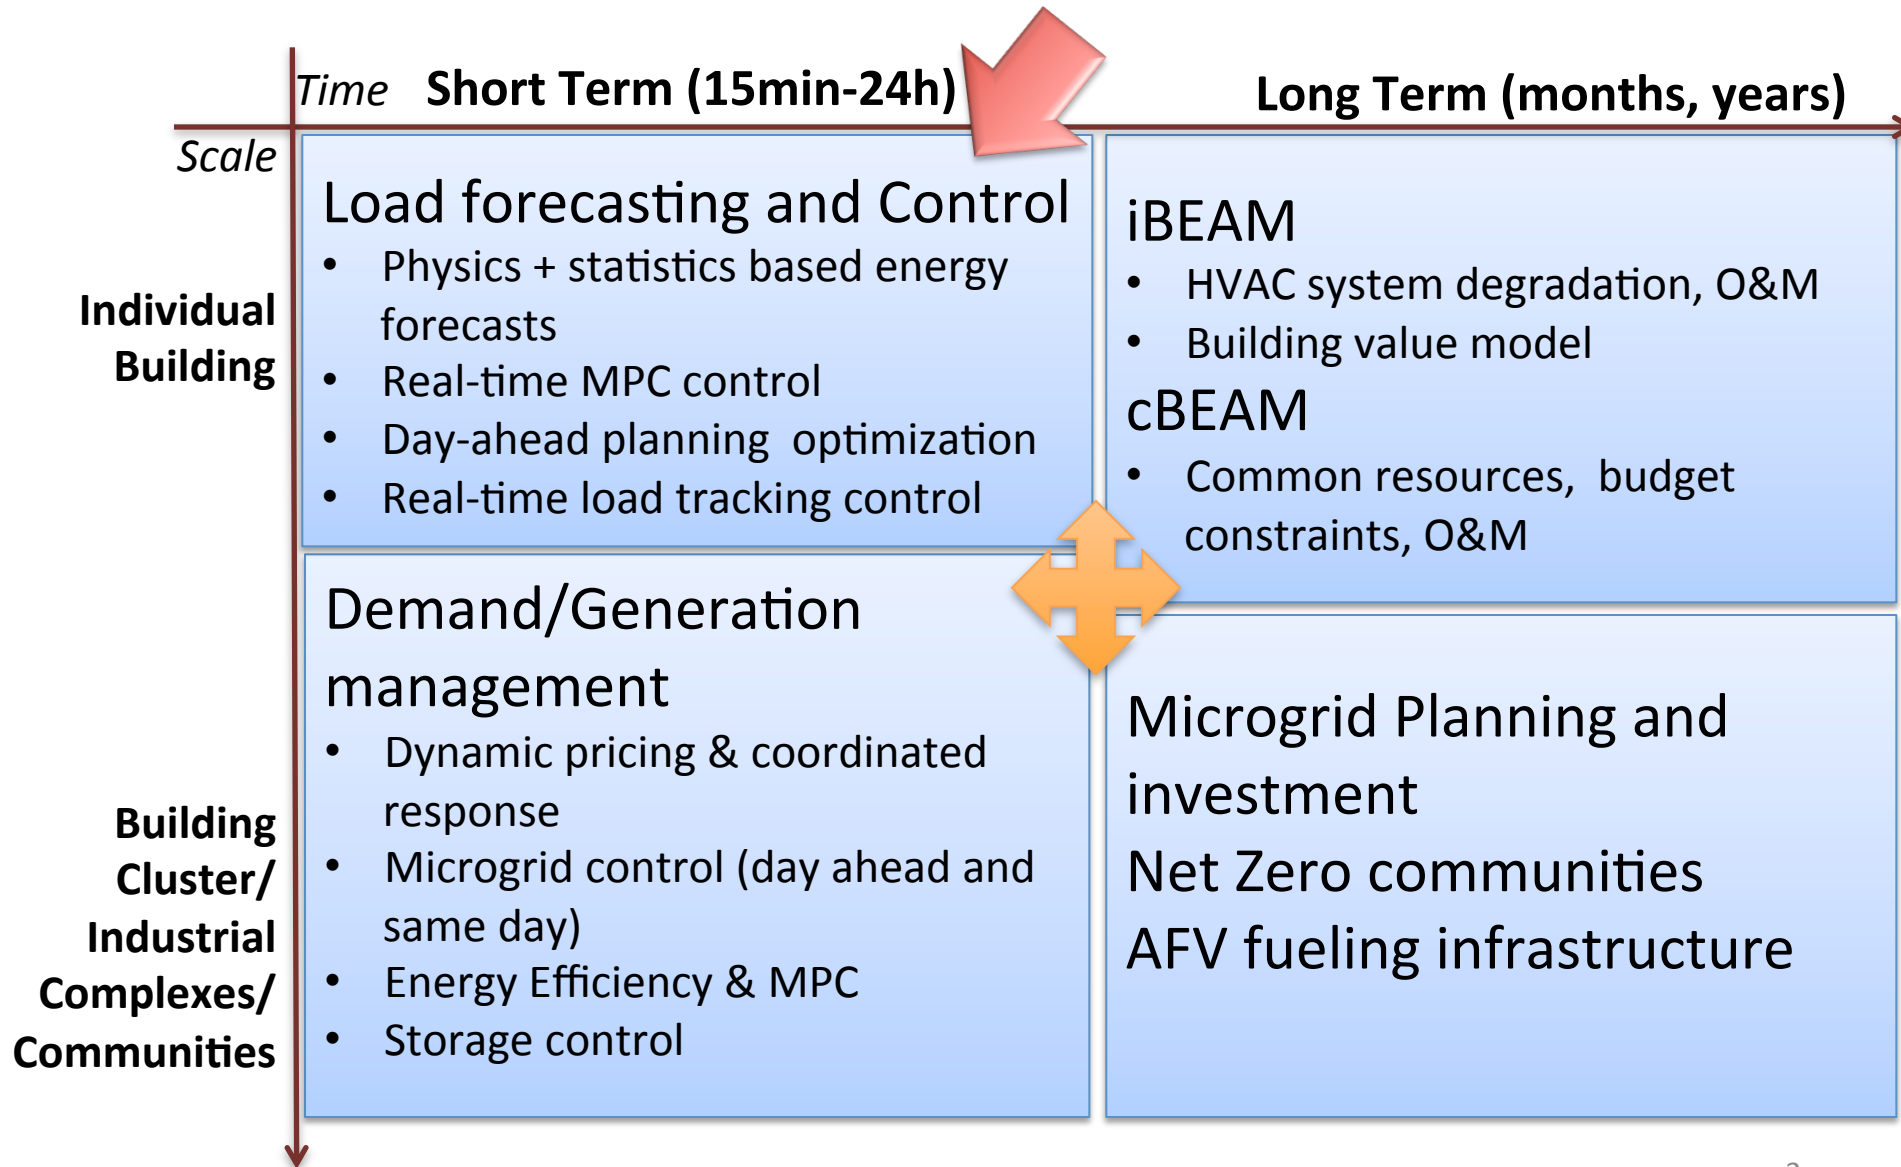 Time Short Term (15min-24h)
Long Term (months, years)
Scale
Individual
Building
Load forecasting and Control
• Physics + statistics based energy
forecasts
• Real-time MPC control
• Day-ahead planning optimization
• Real-time load tracking control
iBEAM
• HVAC system degradation, O&M
• Building value model
cBEAM
• Common resources, budget
constraints, O&M
Building
Cluster/
Industrial
Complexes/
Communities
Demand/Generation
management
• Dynamic pricing & coordinated
response
• Microgrid control (day ahead and
same day)
• Energy Efficiency & MPC
• Storage control
Microgrid Planning and
investment
Net Zero communities
AFV fueling infrastructure